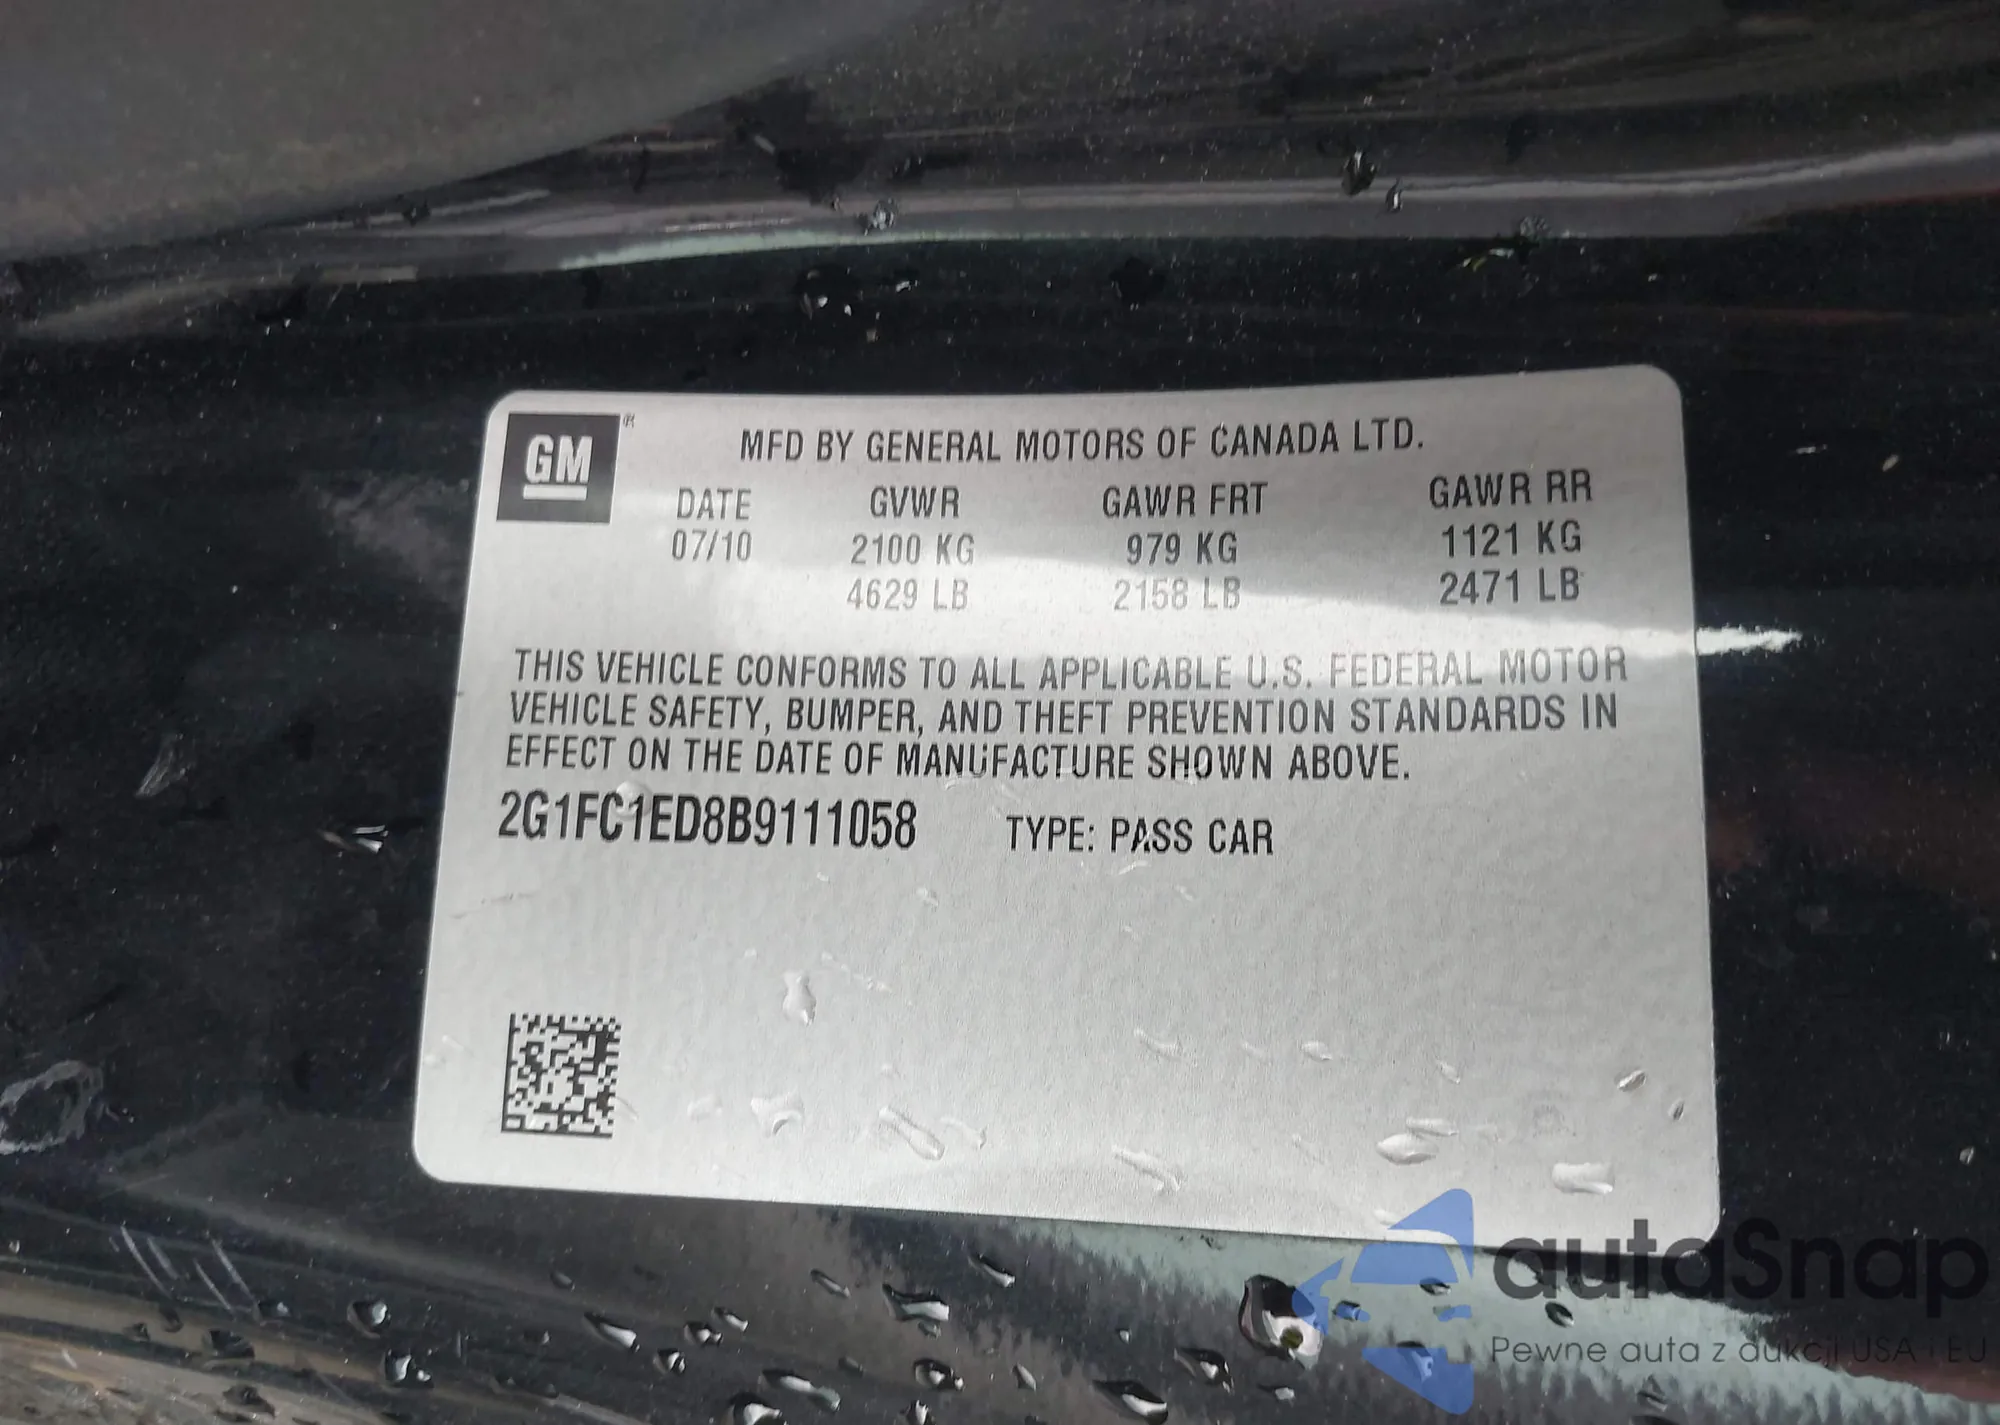 GM ®
MFD BY GENERAL MOTORS OF CANADA LTD.
DATE GVWR GAWR FRT GAWR RR
07/10 2100 KG 979 KG 1121 KG
4629 LB 2158 LB 2471 LB
THIS VEHICLE CONFORMS TO ALL APPLICABLE U.S. FEDERAL MOTOR
VEHICLE SAFETY, BUMPER, AND THEFT PREVENTION STANDARDS IN
EFFECT ON THE DATE OF MANUFACTURE SHOWN ABOVE.
2G1FC1ED8B9111058 TYPE: PASS CAR
autaSnap
Pewne auta z aukcji USA i EU